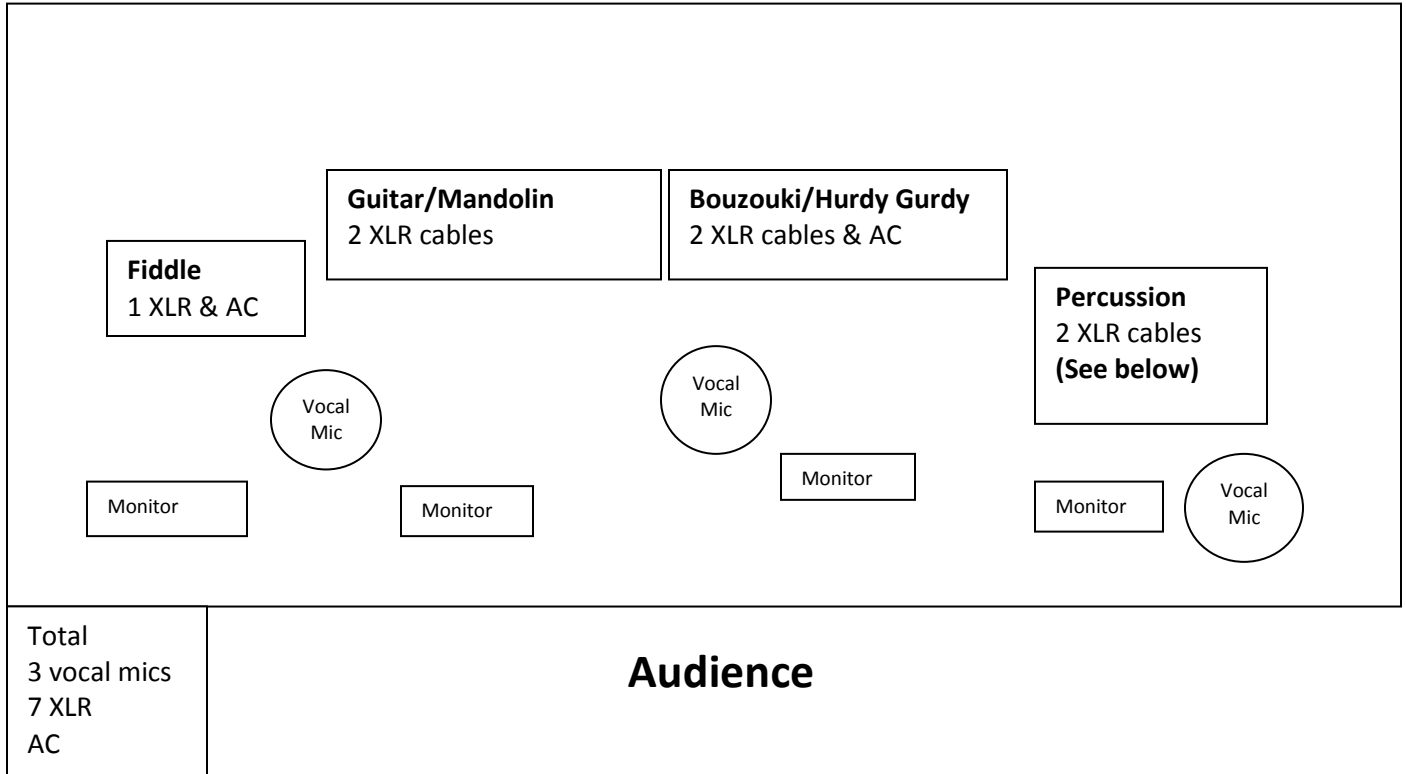 Guitar/Mandolin
2 XLR cables
Bouzouki/Hurdy Gurdy
2 XLR cables & AC
Fiddle
1 XLR & AC
Percussion
2 XLR cables
(See below)
Vocal
Mic
Vocal
Mic
Monitor
Monitor
Monitor
Monitor
Vocal
Mic
Total
3 vocal mics
7 XLR
AC
Audience